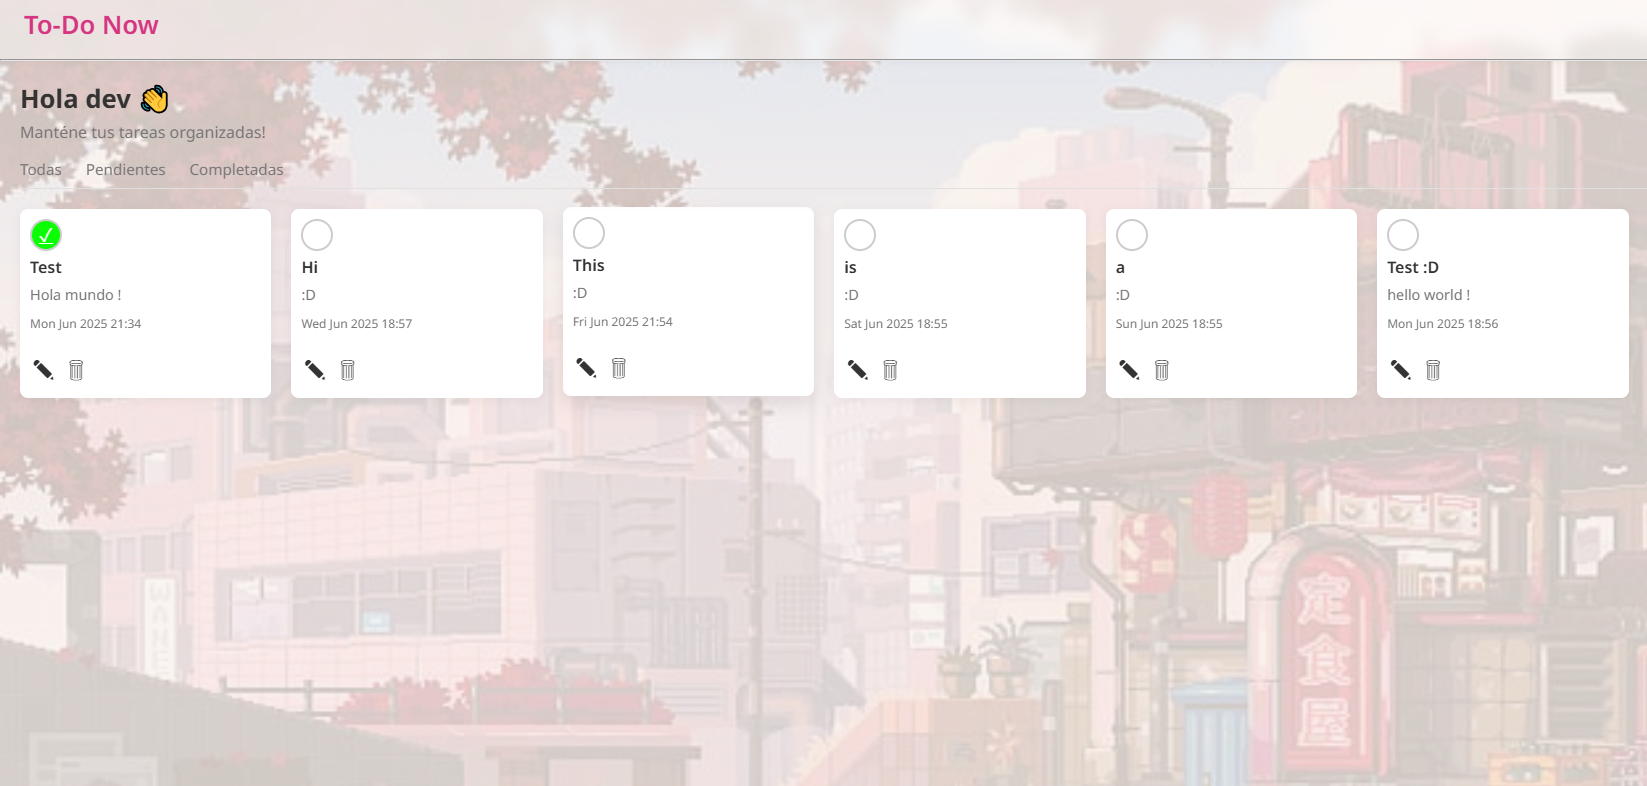 To-Do Now
Hola dev 👋
Manténe tus tareas organizadas!
Todas Pendientes Completadas
Test
Hola mundo !
Mon Jun 2025 21:34
Hi
:D
Wed Jun 2025 18:57
This
:D
Fri Jun 2025 21:54
is
:D
Sat Jun 2025 18:55
a
:D
Sun Jun 2025 18:55
Test :D
hello world !
Mon Jun 2025 18:56
定
食
屋